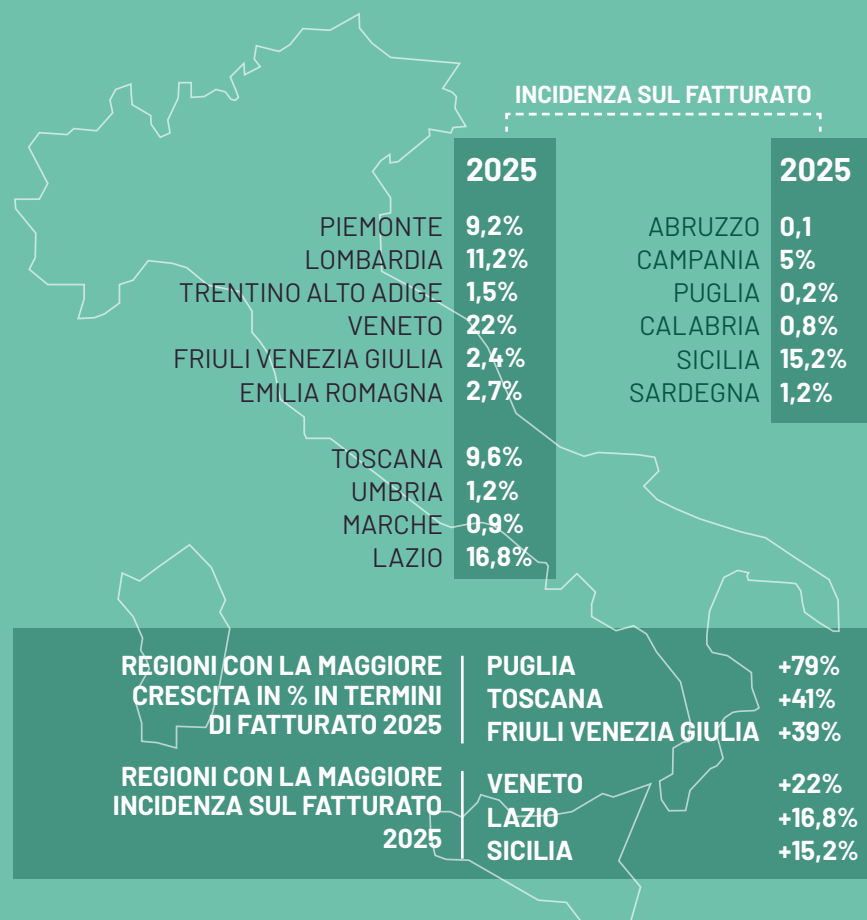 INCIDENZA SUL FATTURATO
2025
PIEMONTE 9,2%
LOMBARDIA 11,2%
TRENTINO ALTO ADIGE 1,5%
VENETO 22%
FRIULI VENEZIA GIULIA 2,4%
EMILIA ROMAGNA 2,7%
TOSCANA 9,6%
UMBRIA 1,2%
MARCHE 0,9%
LAZIO 16,8%
2025
ABRUZZO 0,1
CAMPANIA 5%
PUGLIA 0,2%
CALABRIA 0,8%
SICILIA 15,2%
SARDEGNA 1,2%
REGIONI CON LA MAGGIORE
CRESCITA IN % IN TERMINI
DI FATTURATO 2025
PUGLIA +79%
TOSCANA +41%
FRIULI VENEZIA GIULIA +39%
REGIONI CON LA MAGGIORE
INCIDENZA SUL FATTURATO
2025
VENETO +22%
LAZIO +16,8%
SICILIA +15,2%